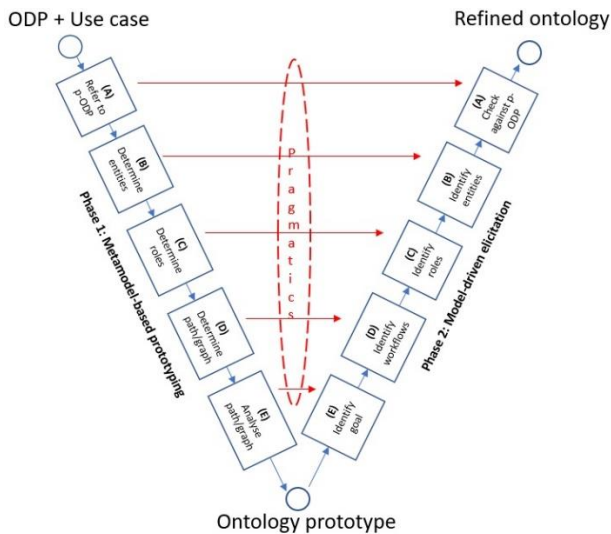 ODP + Use case
Refined ontology
(A)
Refer to
p-ODP
(B)
Determine
entities
(C)
Determine
roles
(D)
Determine
path/graph
(E)
Analyse
path/graph
Phase 1: Metamodel-based prototyping
pragmatics
(A)
Check
against p-
ODP
(B)
Identify
entities
(C)
Identify
roles
(D)
Identify
workflows
(E)
Identify
goal
Phase 2: Model-driven elicitation
Ontology prototype